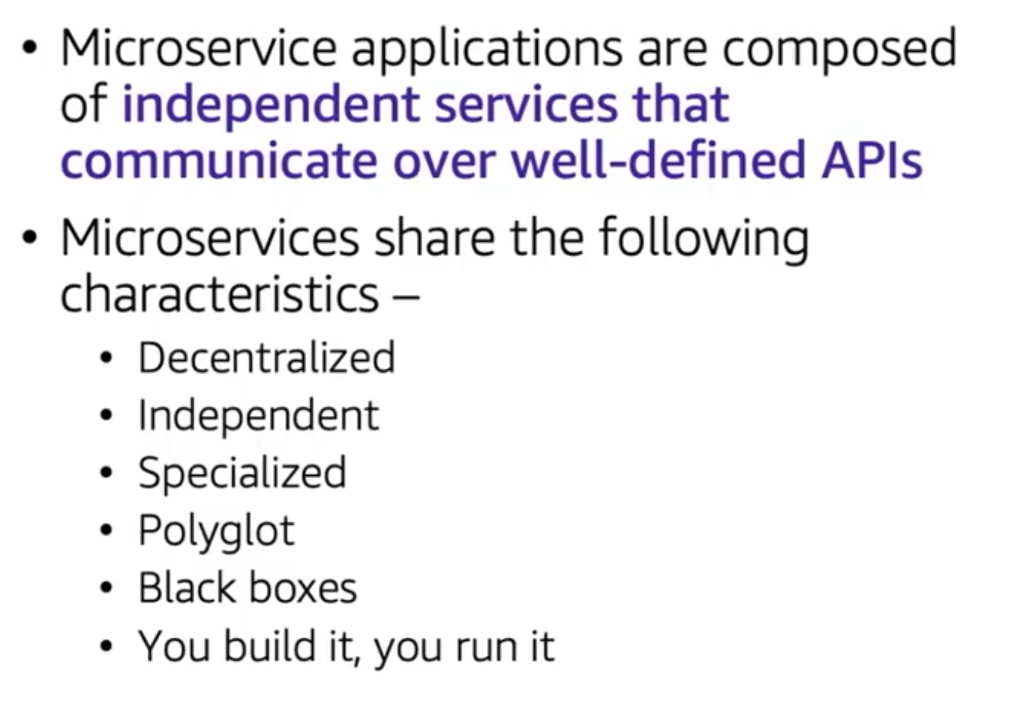 • Microservice applications are composed
of independent services that
communicate over well-defined APIs
• Microservices share the following
characteristics –
• Decentralized
• Independent
• Specialized
• Polyglot
• Black boxes
• You build it, you run it